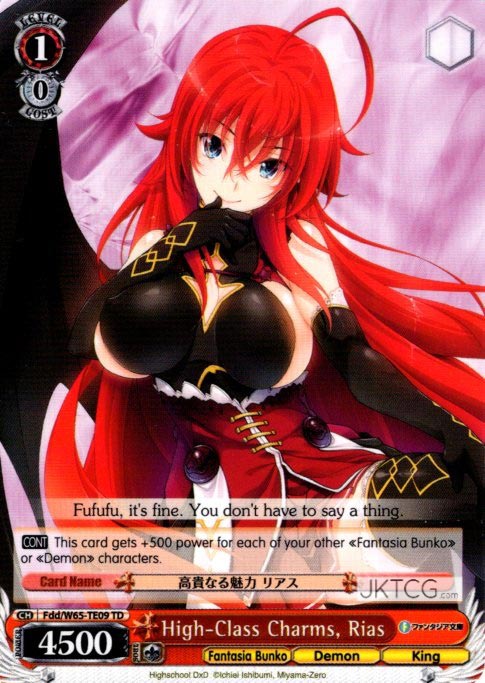 LEVEL
1
0
COST
Fufufu, it's fine. You don't have to say a thing.
CONT This card gets +500 power for each of your other «Fantasia Bunko»
or «Demon» characters.
Card Name 高貴なる魅力 リアス
JKTCG.com
CH Fdd/W65-TE09 TD
POWER 4500 SOUL High-Class Charms, Rias ファンタジア文庫
Fantasia Bunko Demon King
Highschool DxD ©Ichiei Ishibumi, Miyama-Zero